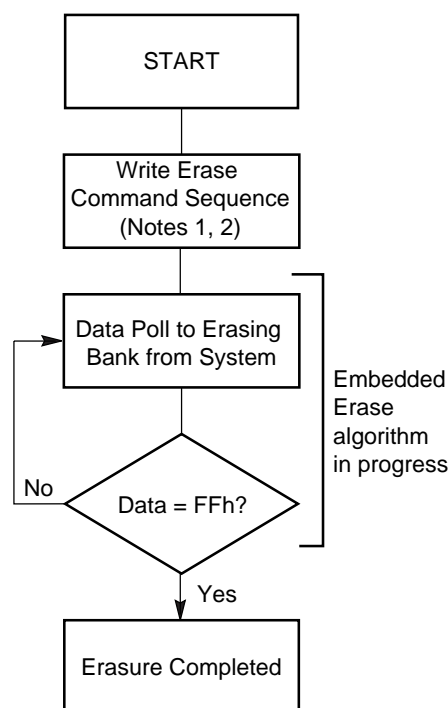 START
Write Erase
Command Sequence
(Notes 1, 2)
Data Poll to Erasing
Bank from System
Embedded
Erase
algorithm
in progress
No
Data = FFh?
Yes
Erasure Completed